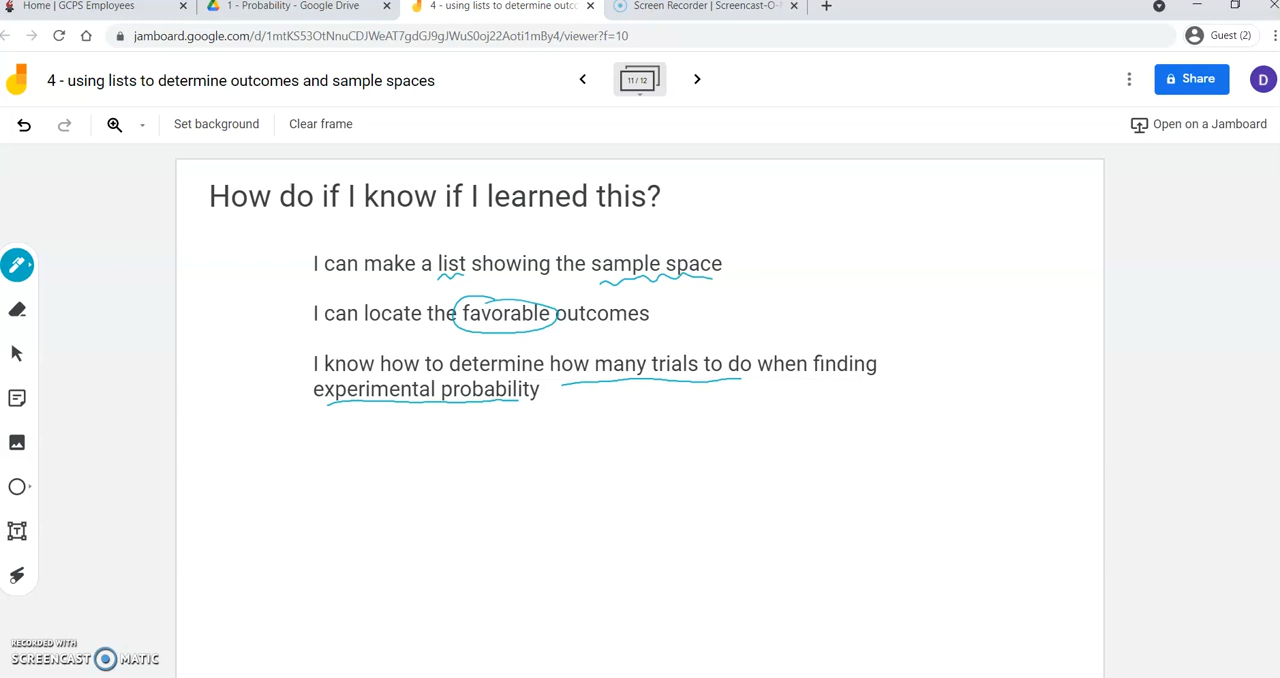 Home | GCPS Employees
1 - Probability - Google Drive
4 - using lists to determine outco
Screen Recorder | Screencast-O-
jamboard.google.com/d/1mtKS53OtNnuCDJWeAT7gdGJ9gJWuS0oj22Aoti1mBy4/viewer?f=10
Guest (2)
4 - using lists to determine outcomes and sample spaces
11 / 12
Share
D
Set background
Clear frame
Open on a Jamboard
How do if I know if I learned this?
I can make a list showing the sample space
I can locate the favorable outcomes
I know how to determine how many trials to do when finding
experimental probability
T
RECORDED WITH
SCREENCAST MATIC